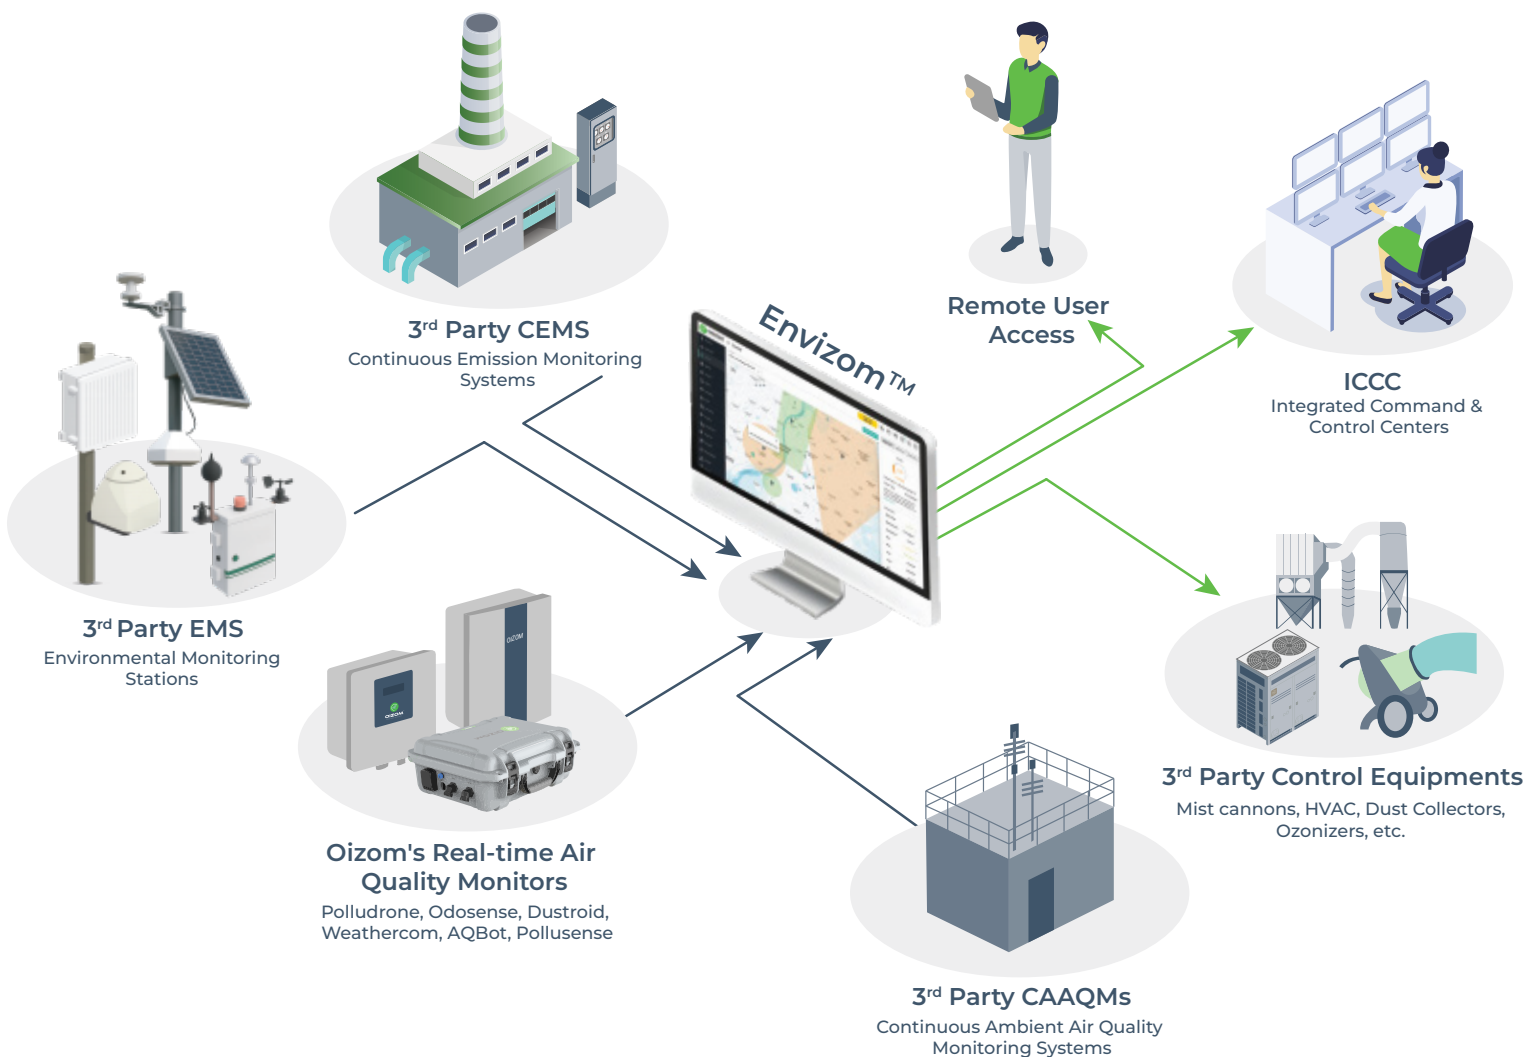 Envizom™
3rd Party CEMS
Continuous Emission Monitoring
Systems
Remote User
Access
ICCC
Integrated Command &
Control Centers
3rd Party EMS
Environmental Monitoring
Stations
OIZOM
OIZOM
Oizom's Real-time Air
Quality Monitors
Polludrone, Odosense, Dustroid,
Weathercom, AQBot, Pollusense
3rd Party Control Equipments
Mist cannons, HVAC, Dust Collectors,
Ozonizers, etc.
3rd Party CAAQMs
Continuous Ambient Air Quality
Monitoring Systems